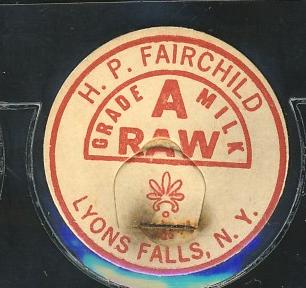 H. P. FAIRCHILD
GRADE A MILK
RAW
LYONS FALLS, N. Y.